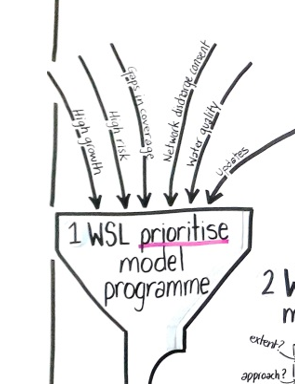 High growth
High risk
Gaps in coverage
Network discharge consent
Water quality
Updates
1 WSL prioritise
model
programme
2 W
m
extent?
approach?